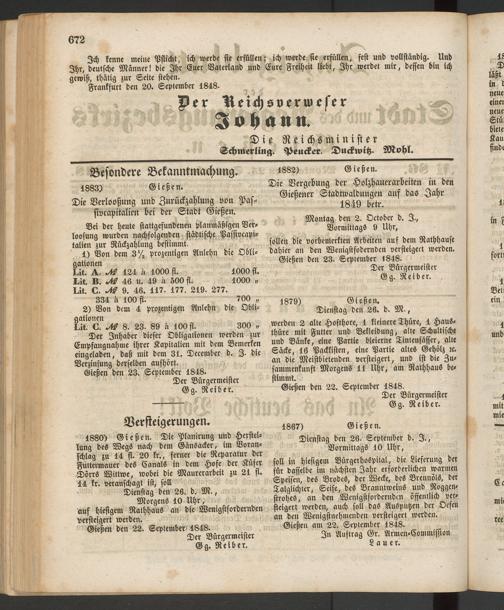 672
Ich kenne meine Pflicht, ich werde sie erfüllen; ich werde sie erfüllen, fest und vollständig. Und
Ihr, deutsche Männer! die Ihr Euer Vaterland und Eure Freiheit liebt, Ihr werdet mir, dessen bin ich
gewiß, thätig zur Seite stehen.
Frankfurt den 20. September 1848.
Der Reichsverweser
Johann.
Die Reichsminister
Schmerling. Peucker. Duckwitz. Mohl.
Besondere Bekanntmachung.
1883) Gießen.
Die Verloosung und Zurückzahlung von Pas-
sivcapitalien bei der Stadt Gießen.
Bei der heute stattgefundenen planmäßigen Ver-
loosung wurden nachfolgenden städtische Passivcapi-
talien zur Rückzahlung bestimmt.
1) Von dem 3½ prozentigen Anlehn die Obli-
gationen
Lit. A. № 124 à 1000 fl. 1000 fl.
Lit. B. № 46 u. 49 à 500 fl. 1000 "
Lit. C. № 9. 46. 117. 177. 219. 277.
334 à 100 fl. 700 "
2) Von dem 4 prozentigen Anlehn die Obli-
gationen
Lit. C. № 8. 23. 89 à 100 fl. 300 "
Der Inhaber dieser Obligationen werden zur
Empfangnahme ihrer Kapitalien mit dem Bemerken
eingeladen, daß mit dem 31. December d. J. die
Verzinsung derselben aufhört.
Gießen den 23. September 1848.
Der Bürgermeister
Gg. Reiber.
Versteigerungen.
1880) Gießen. Die Planirung und Herstel-
lung des Wegs nach dem Gänsacker, im Voran-
schlag zu 14 fl. 20 kr., ferner die Reparatur der
Füttermauer des Canals in dem Hofe der Küfer
Dörrs Wittwe, wobei die Maurerarbeit zu 21 fl.
14 kr. veranschlagt ist, soll
Dienstag den 26. d. M.,
Morgens 10 Uhr,
auf hiesigem Rathhaus an die Wenigstfordernden
versteigert werden.
Gießen den 22. September 1848.
Der Bürgermeister
Gg. Reiber.
1882) Gießen.
Die Vergebung der Holzhauerarbeiten in den
Gießener Stadtwaldungen auf das Jahr
1849 betr.
Montag den 2. October d. J.,
Vormittags 9 Uhr,
sollen die vorbemerkten Arbeiten auf dem Rathhause
dahier an den Wenigstfordernden versteigert werden.
Gießen den 23. September 1848.
Der Bürgermeister
Gg. Reiber.
1879) Gießen.
Dienstag den 26. d. M.,
werden 2 alte Hofthore, 1 kleinere Thüre, 1 Haus-
thüre mit Futter und Bekleidung, alte Schultische
und Bänke, eine Partie bleierne Tintenfässer, alte
Säcke, 16 Packkisten, eine Partie altes Gehölz ꝛc.
an die Meistbietenden versteigert, und ist die Zu-
sammenkunft Morgens 11 Uhr, am Rathhaus be-
stimmt.
Gießen den 22. September 1848.
Der Bürgermeister
Gg. Reiber.
1867) Gießen.
Dienstag den 26. September d. J.,
Vormittags 10 Uhr,
soll in hiesigem Bürgerhospital, die Lieferung der
für dasselbe im nächsten Jahr erforderlichen warmen
Speisen, des Brodes, der Weck, des Brennöls, der
Talglichter, Seife, des Branntweins und Roggen-
strohes, an den Wenigstfordernden öffentlich ver-
steigert werden, auch soll das Ausputzen der Oefen
an den Wenigstnehmenden versteigert werden.
Gießen am 22. September 1848.
In Auftrag Gr. Armen-Commission
Lauer.